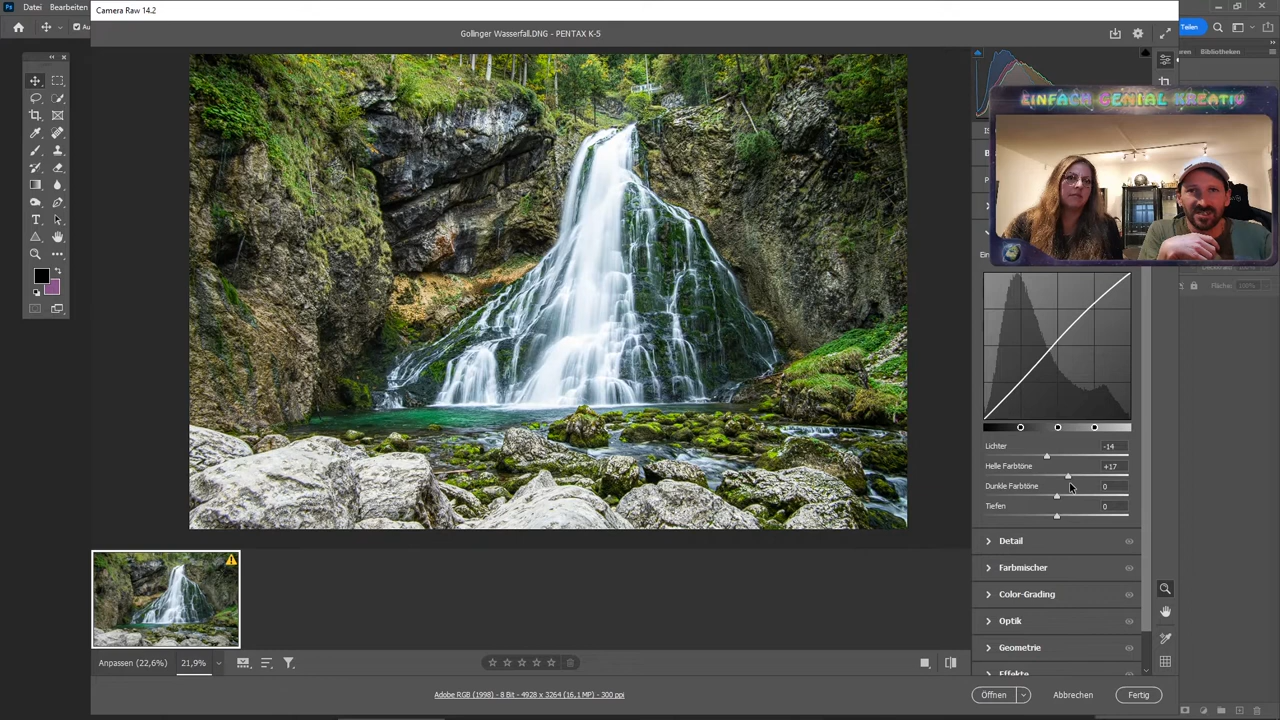 Camera Raw 14.2
Datei Bearbeiten
Teilen
Gollinger Wasserfall.DNG - PENTAX K-5
Bibliotheken
EINFACH GENIAL KREATIV
Fläche: 100%
Lichter -14
Helle Farbtöne +17
Dunkle Farbtöne 0
Tiefen 0
Detail
Farbmischer
Color-Grading
Optik
Geometrie
Effekte
Anpassen (22,6%) 21,9%
Adobe RGB (1998) - 8 Bit - 4928 x 3264 (16,1 MP) - 300 ppi
Öffnen Abbrechen Fertig